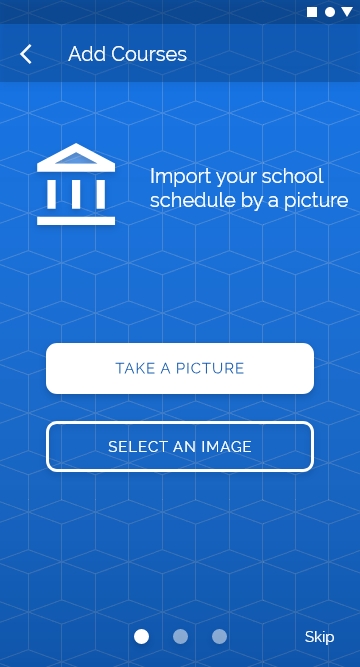 Add Courses
Import your school
schedule by a picture
TAKE A PICTURE
SELECT AN IMAGE
Skip